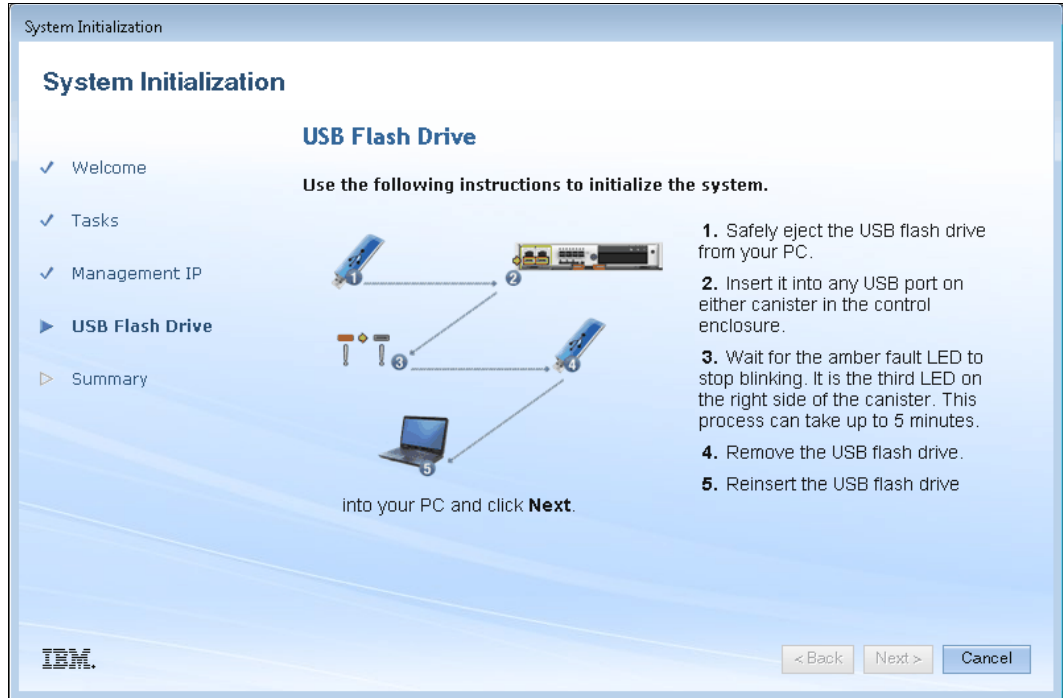 System Initialization
System Initialization
Welcome
Tasks
Management IP
USB Flash Drive
Summary
USB Flash Drive
Use the following instructions to initialize the system.
1
2
3
4
5
1. Safely eject the USB flash drive
from your PC.
2. Insert it into any USB port on
either canister in the control
enclosure.
3. Wait for the amber fault LED to
stop blinking. It is the third LED on
the right side of the canister. This
process can take up to 5 minutes.
4. Remove the USB flash drive.
5. Reinsert the USB flash drive
into your PC and click Next.
IBM.
< Back
Next >
Cancel